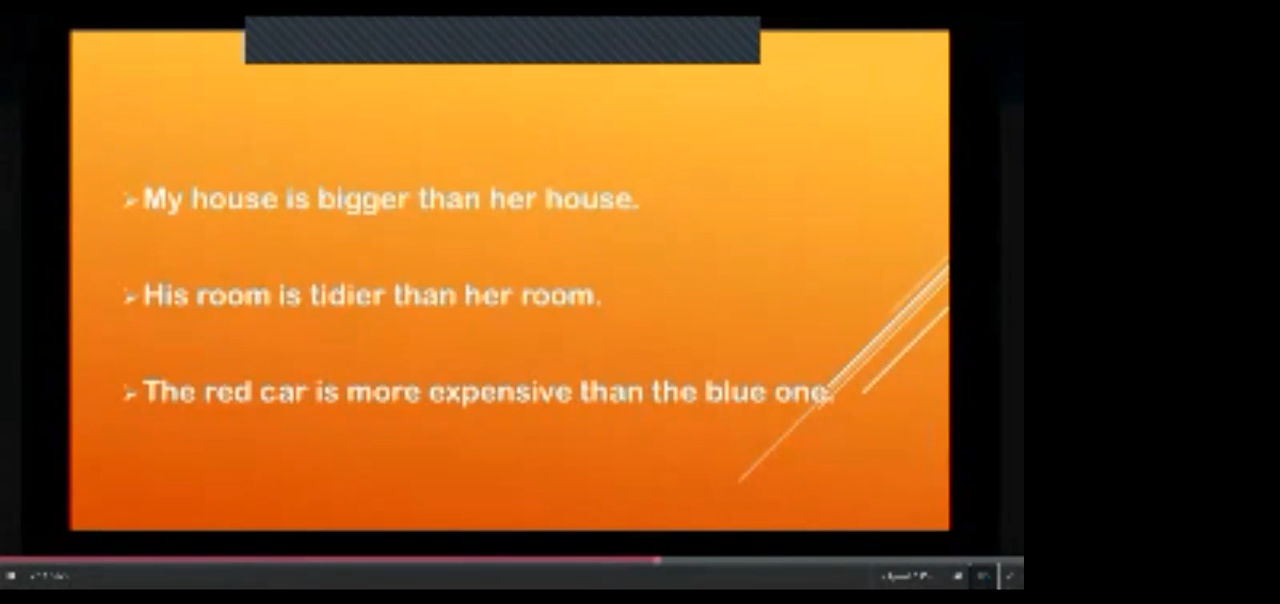 My house is bigger than her house.
His room is tidier than her room.
The red car is more expensive than the blue one.